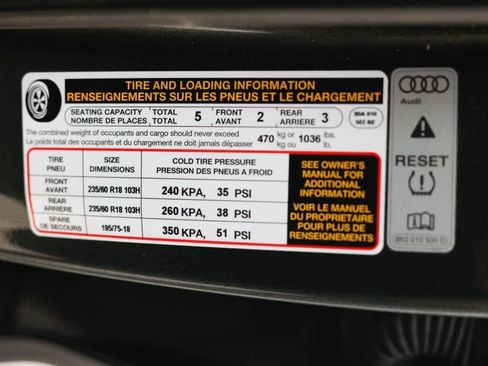 TIRE AND LOADING INFORMATION
RENSEIGNEMENTS SUR LES PNEUS ET LE CHARGEMENT
SEATING CAPACITY TOTAL 5 FRONT 2 REAR 3
NOMBRE DE PLACES TOTAL AVANT ARRIERE
The combined weight of occupants and cargo should never exceed 470 kg or 1036 lbs.
Le poids total des occupants et du chargement ne doit jamais dépasser kg ou lb.
TIRE SIZE COLD TIRE PRESSURE
PNEU DIMENSIONS PRESSION DES PNEUS A FROID
FRONT
AVANT 235/60 R18 103H 240 KPA, 35 PSI
REAR
ARRIERE 235/60 R18 103H 260 KPA, 38 PSI
SPARE
DE SECOURS 195/75-18 350 KPA, 51 PSI
SEE OWNER'S
MANUAL FOR
ADDITIONAL
INFORMATION
VOIR LE MANUEL
DU PROPRIETAIRE
POUR PLUS DE
RENSEIGNEMENTS
Audi
RESET